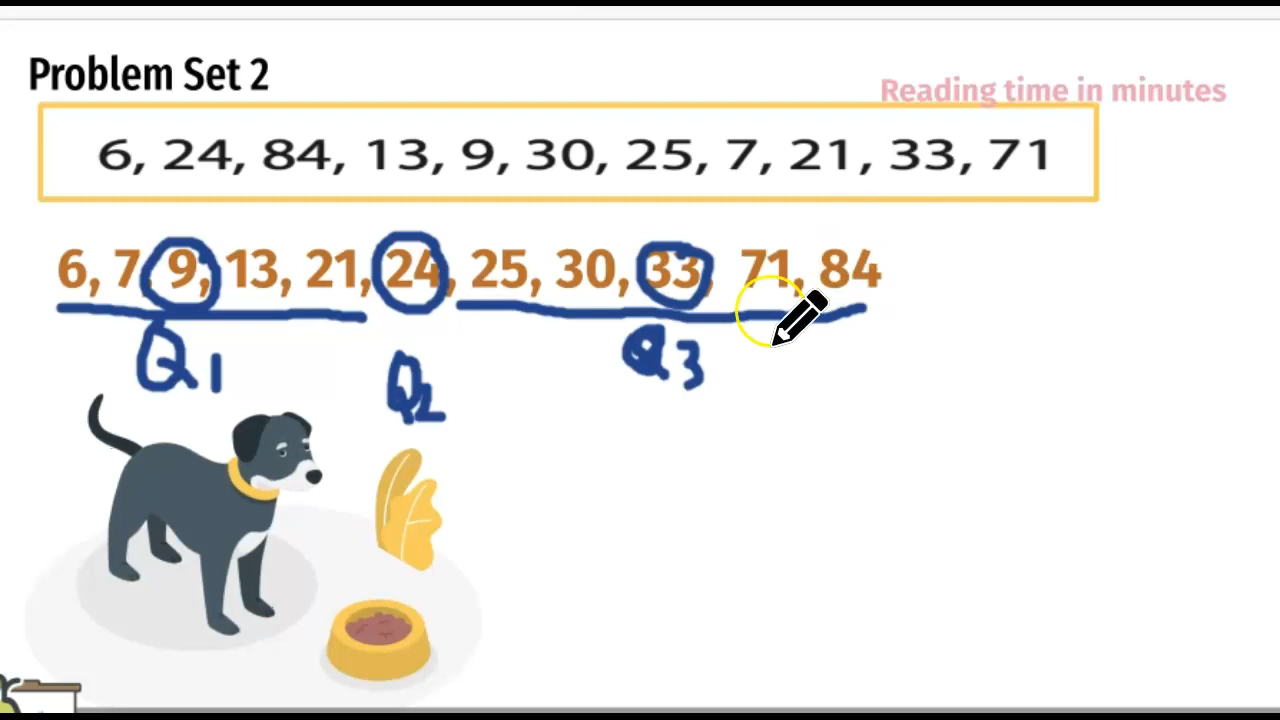 Problem Set 2
Reading time in minutes
6, 24, 84, 13, 9, 30, 25, 7, 21, 33, 71
6, 7, 9, 13, 21, 24, 25, 30, 33, 71, 84
Q1 Q2 Q3